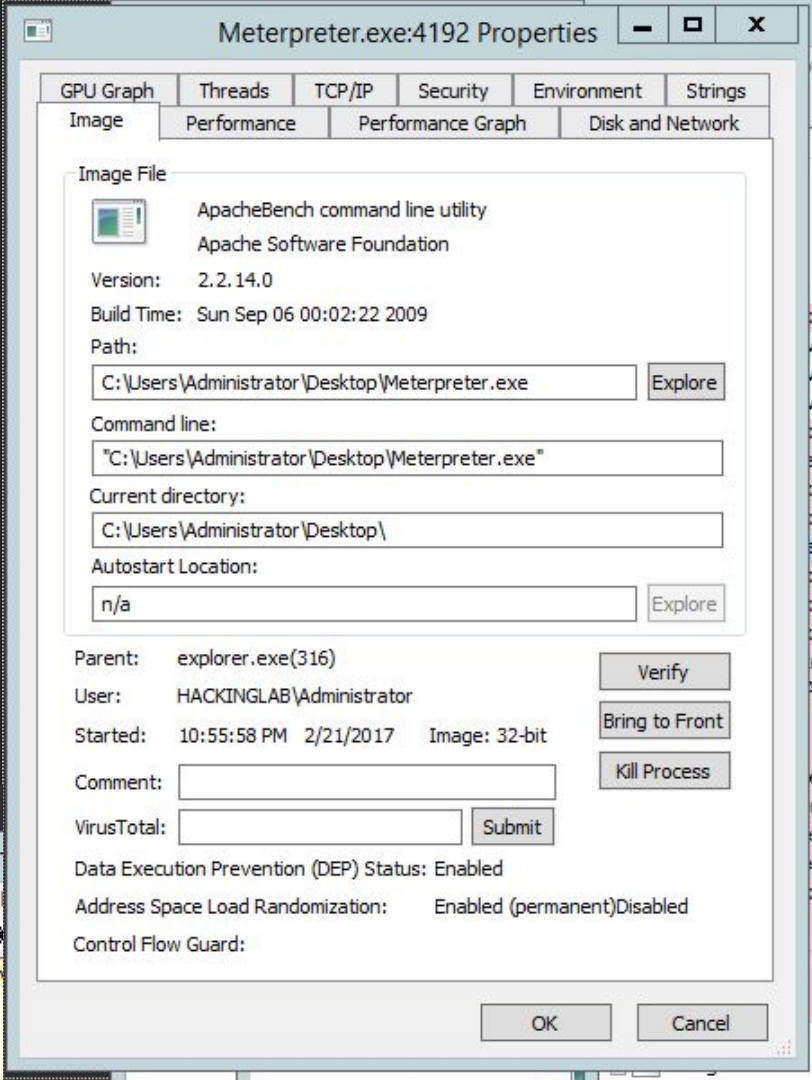 Meterpreter.exe:4192 Properties
GPU Graph Threads TCP/IP Security Environment Strings
Image Performance Performance Graph Disk and Network
Image File
ApacheBench command line utility
Apache Software Foundation
Version: 2.2.14.0
Build Time: Sun Sep 06 00:02:22 2009
Path:
C:\Users\Administrator\Desktop\Meterpreter.exe Explore
Command line:
"C:\Users\Administrator\Desktop\Meterpreter.exe"
Current directory:
C:\Users\Administrator\Desktop\
Autostart Location:
n/a Explore
Parent: explorer.exe(316)
Verify
User: HACKINGLAB\Administrator
Bring to Front
Started: 10:55:58 PM 2/21/2017 Image: 32-bit
Kill Process
Comment:
VirusTotal: Submit
Data Execution Prevention (DEP) Status: Enabled
Address Space Load Randomization: Enabled (permanent)Disabled
Control Flow Guard:
OK Cancel